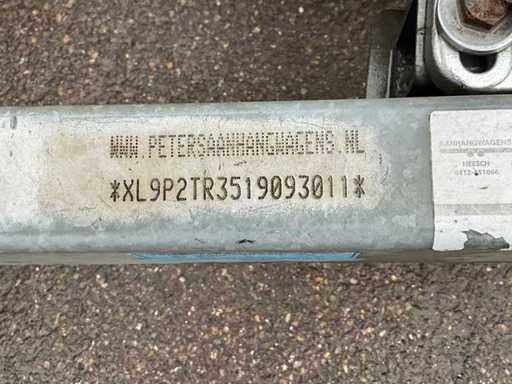 WWW.PETERSAANHANGWAGENS.NL
*XL9P2TR3519093011*
AANHANGWAGENS
HEESCH